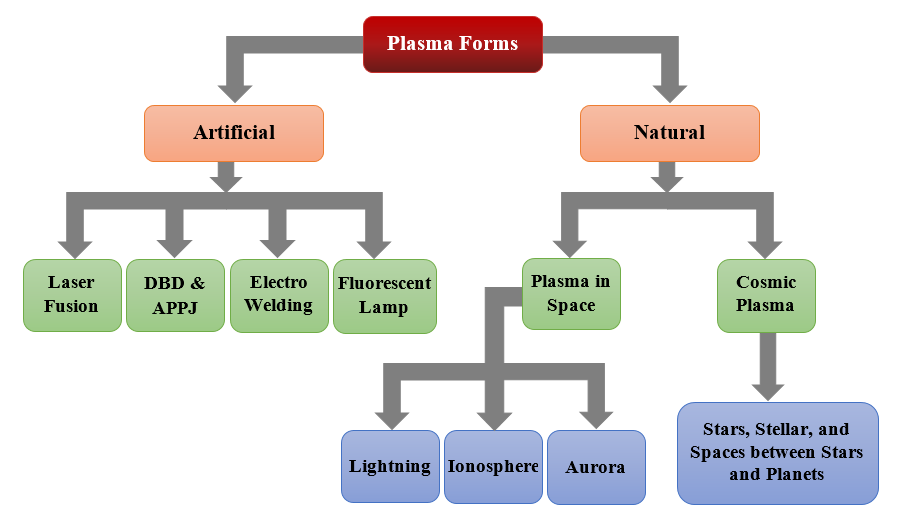 Plasma Forms
Artificial
Natural
Laser
Fusion
DBD &
APPJ
Electro
Welding
Fluorescent
Lamp
Plasma in
Space
Cosmic
Plasma
Lightning
Ionosphere
Aurora
Stars, Stellar, and
Spaces between Stars
and Planets